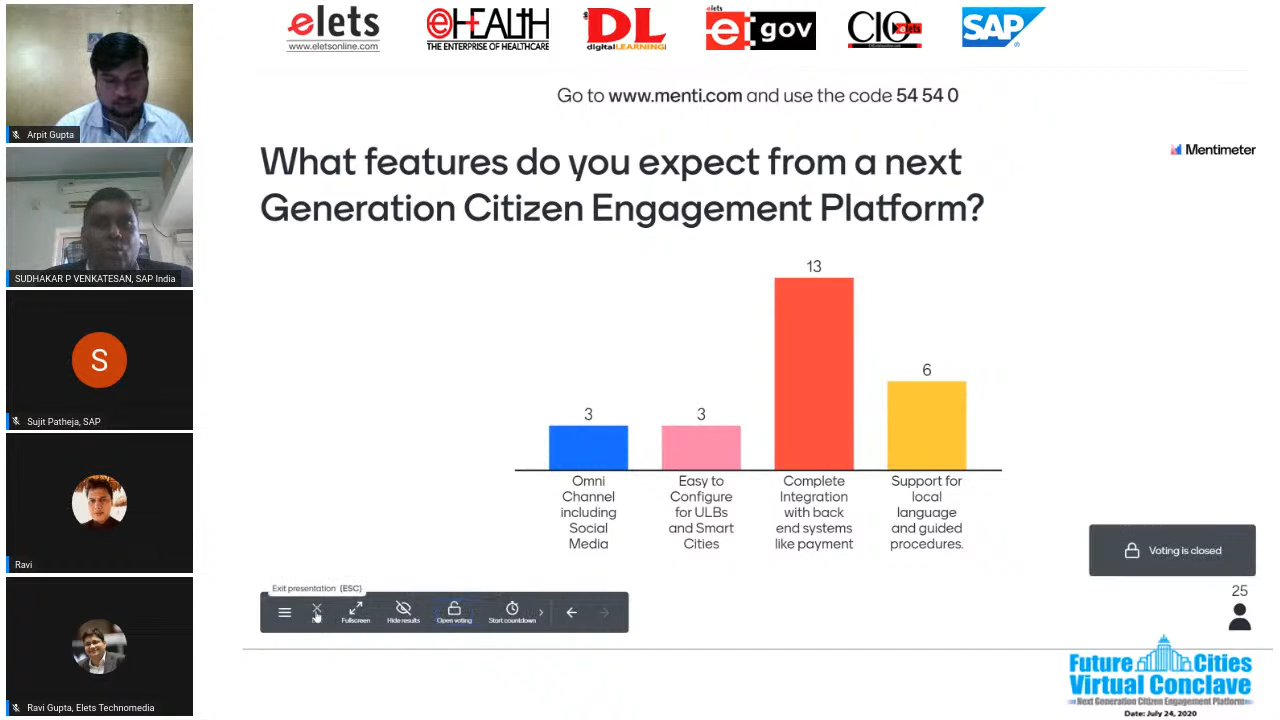 elets
www.eletsonline.com
eHEALTH
THE ENTERPRISE OF HEALTHCARE
DL
digitalLEARNING
elets
e gov
CIO
elets
SAP
Go to www.menti.com and use the code 54 54 0
What features do you expect from a next
Generation Citizen Engagement Platform?
Mentimeter
3
3
13
6
Omni
Channel
including
Social
Media
Easy to
Configure
for ULBs
and Smart
Cities
Complete
Integration
with back
end systems
like payment
Support for
local
language
and guided
procedures.
Voting is closed
25
Exit presentation (ESC)
Fullscreen
Hide results
Open voting
Start countdown
Arpit Gupta
SUDHAKAR P VENKATESAN, SAP India
S
Sujit Patheja, SAP
Ravi
Ravi Gupta, Elets Technomedia
Future Cities
Virtual Conclave
Next Generation Citizen Engagement Platform
Date: July 24, 2020